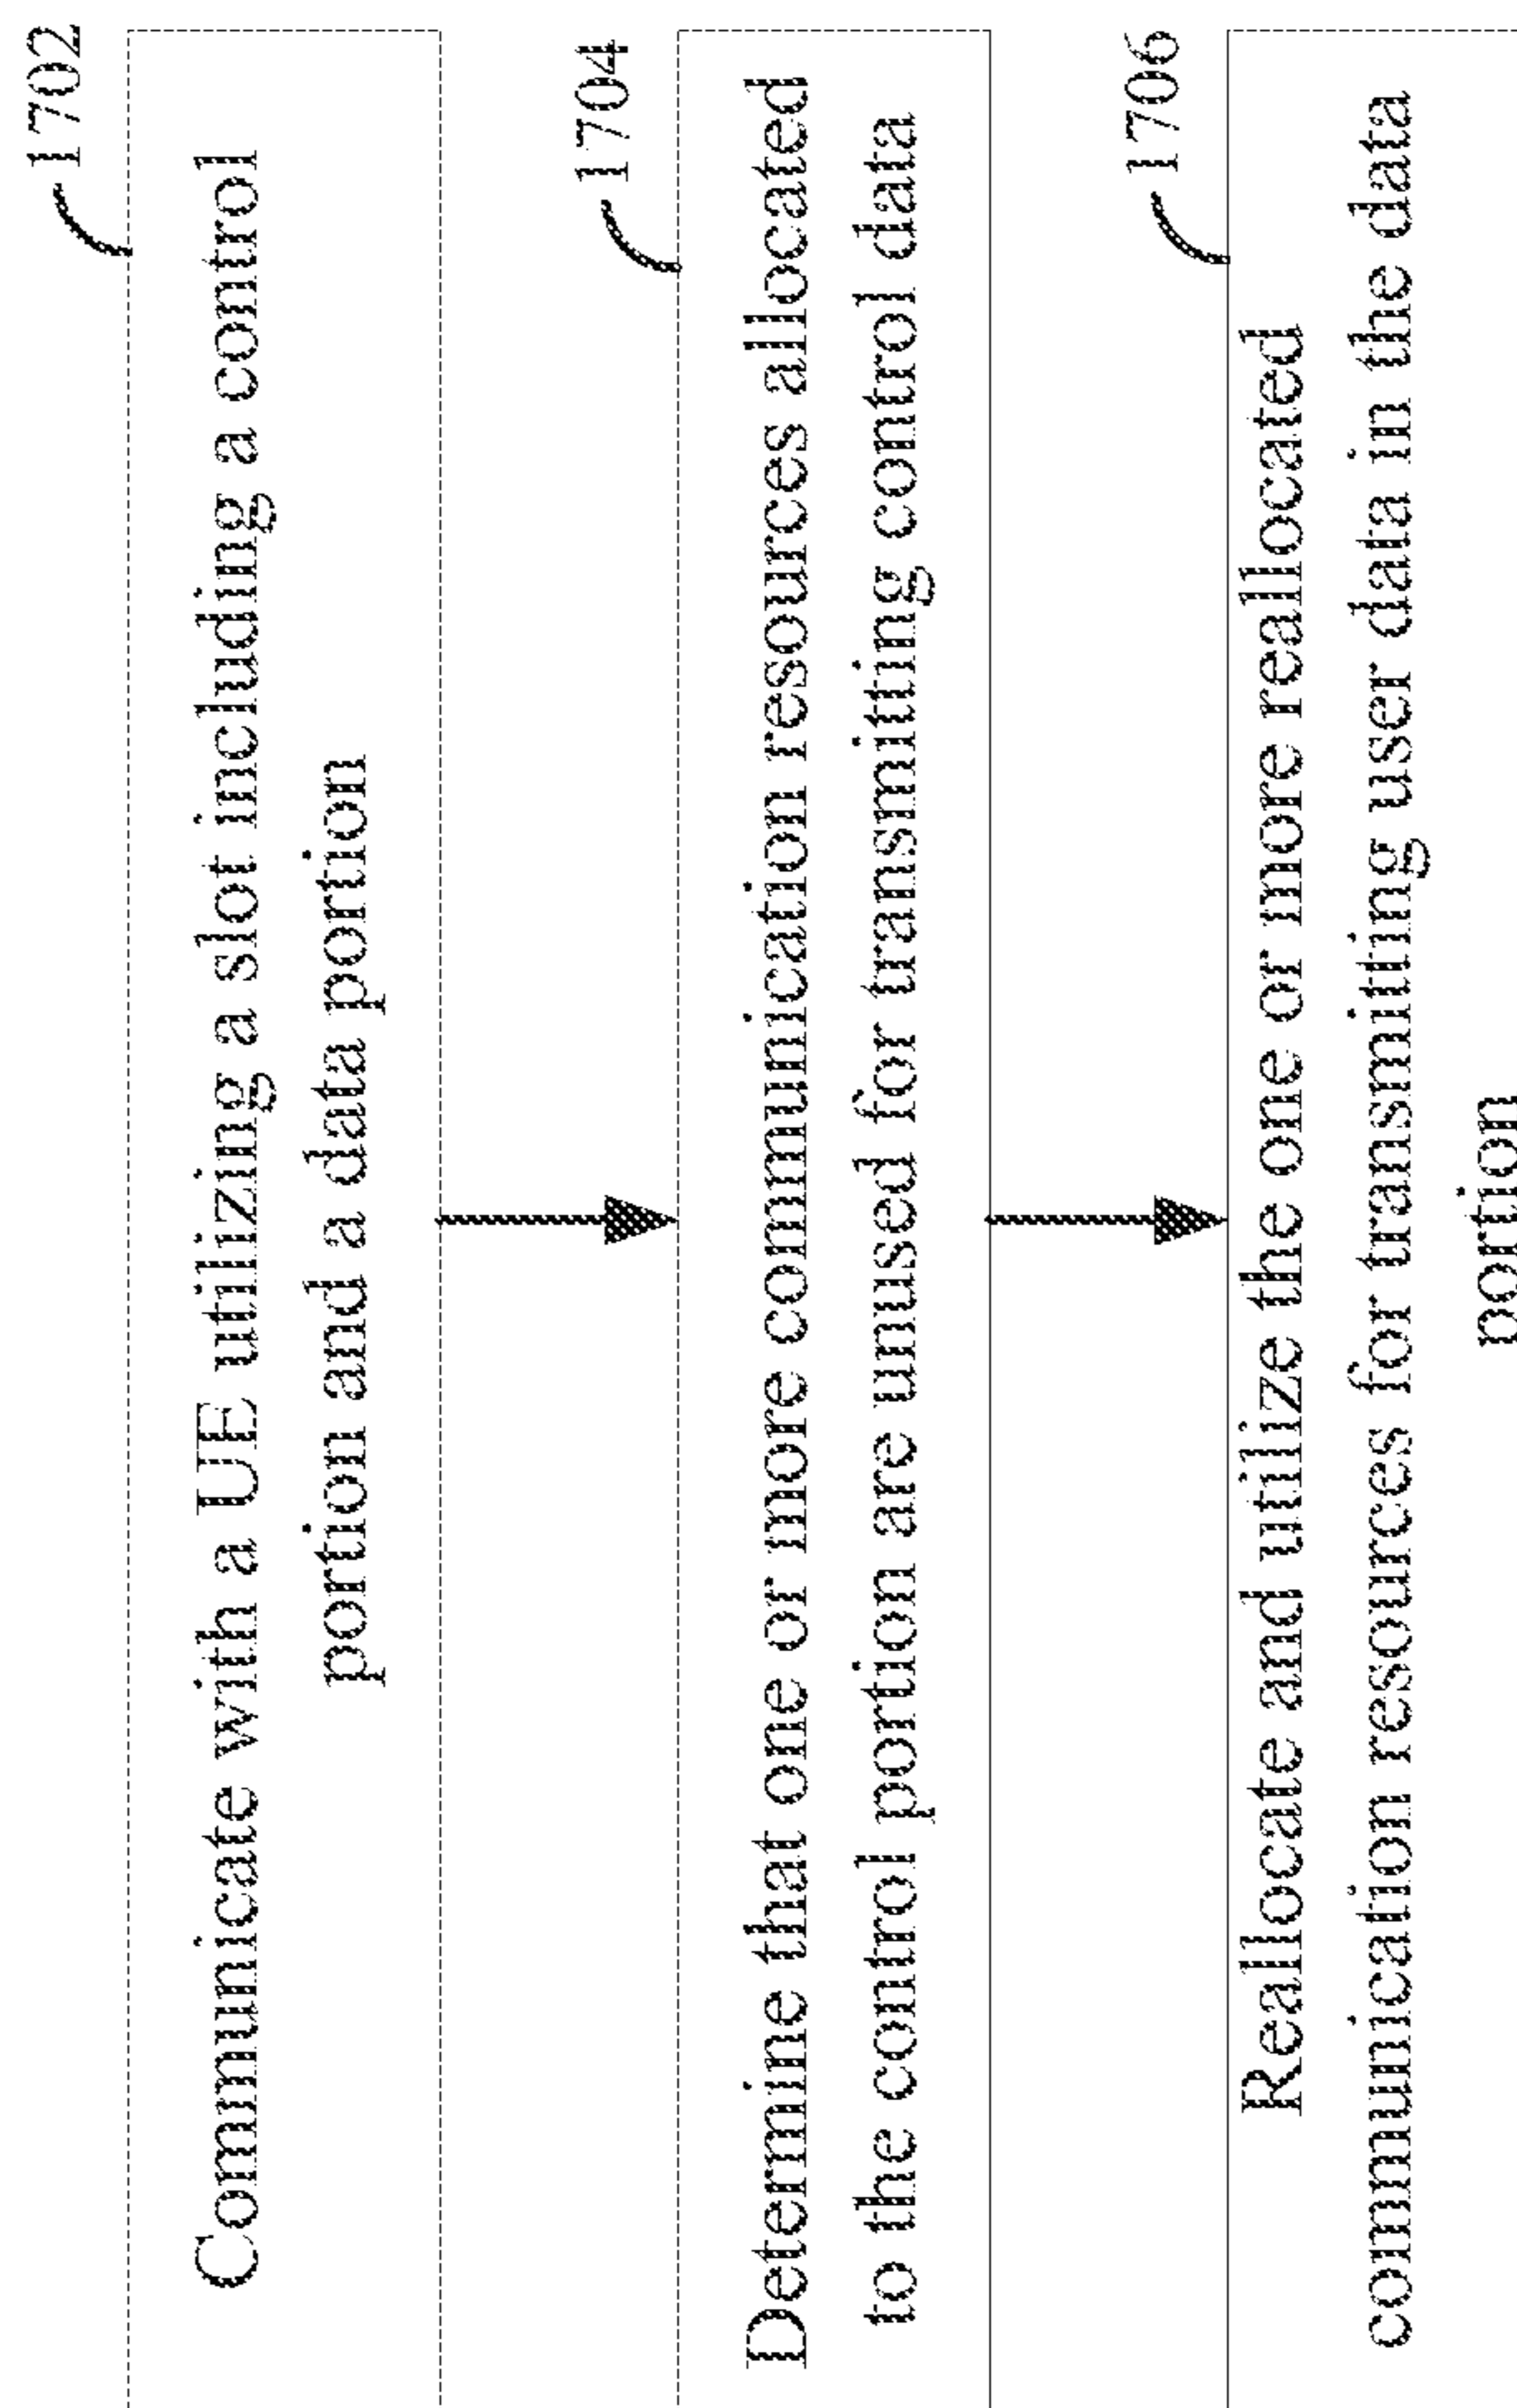 1702
Communicate with a UE utilizing a slot including a control
portion and a data portion
1704
Determine that one or more communication resources allocated
to the control portion are unused for transmitting control data
1706
Reallocate and utilize the one or more reallocated
communication resources for transmitting user data in the data
portion